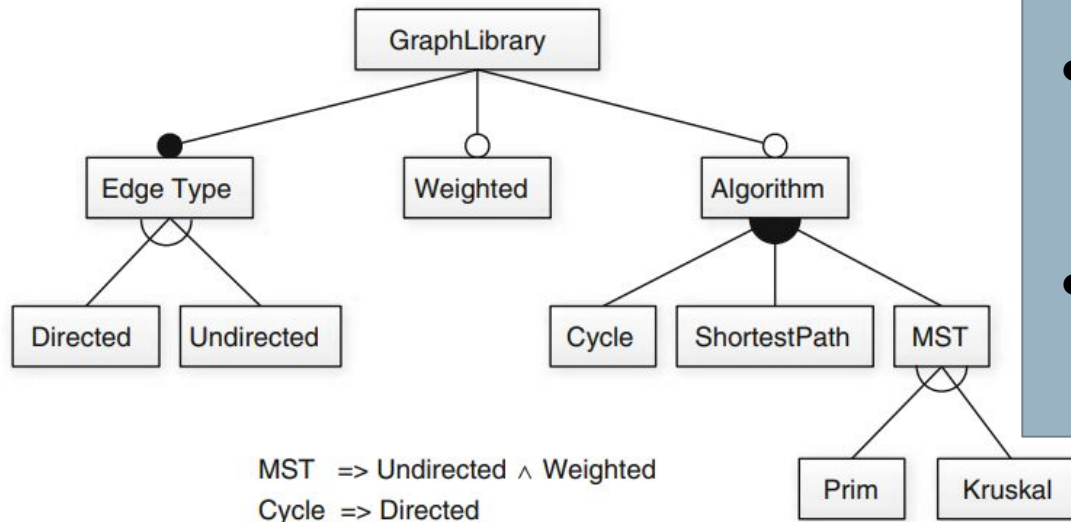 GraphLibrary
Edge Type
Weighted
Algorithm
Directed
Undirected
Cycle
ShortestPath
MST
MST => Undirected ∧ Weighted
Cycle => Directed
Prim
Kruskal